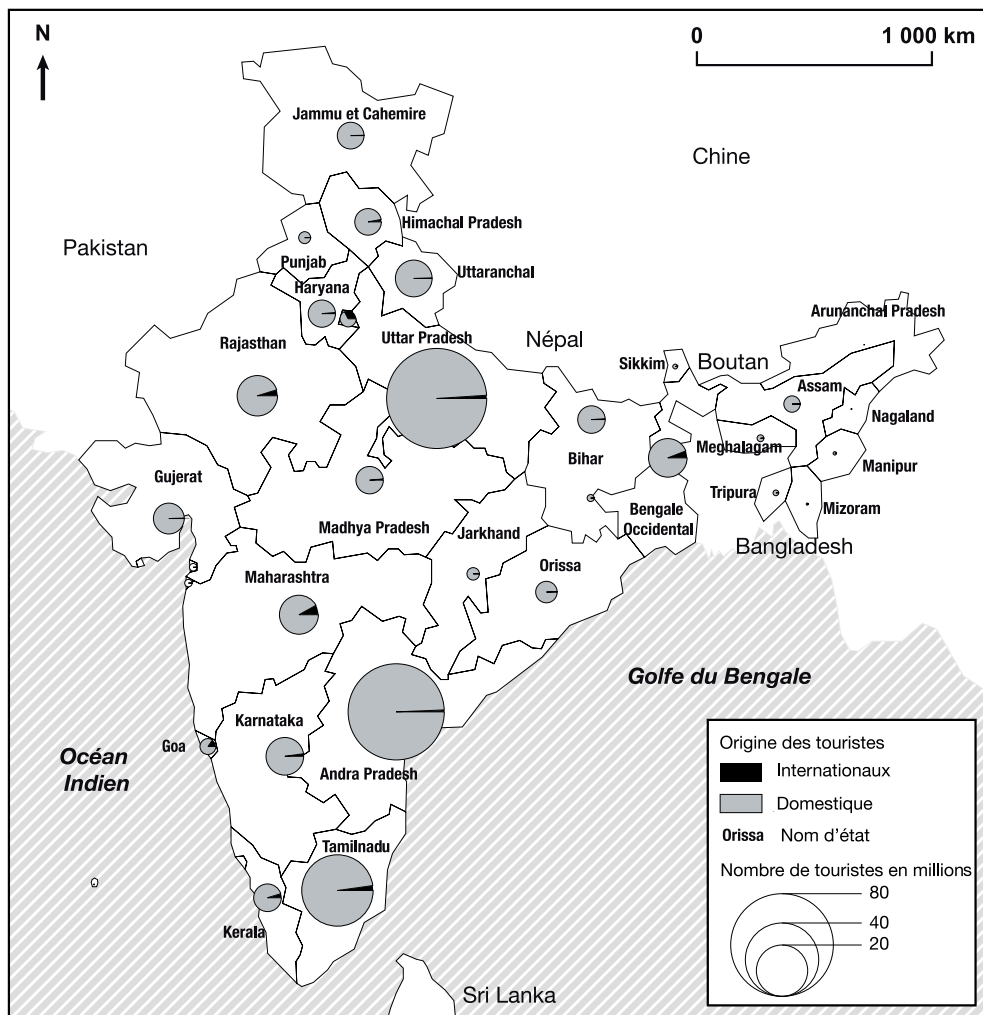 N
0 1 000 km
Jammu et Cahemire
Chine
Himachal Pradesh
Pakistan
Punjab
Uttaranchal
Haryana
Arunanchal Pradesh
Rajasthan
Uttar Pradesh
Népal
Sikkim
Boutan
Assam
Nagaland
Gujerat
Bihar
Meghalagam
Manipur
Tripura
Mizoram
Madhya Pradesh
Jarkhand
Bengale
Occidental
Bangladesh
Maharashtra
Orissa
Golfe du Bengale
Karnataka
Goa
Océan
Indien
Andra Pradesh
Tamilnadu
Kerala
Sri Lanka
Origine des touristes
Internationaux
Domestique
Orissa Nom d'état
Nombre de touristes en millions
80
40
20